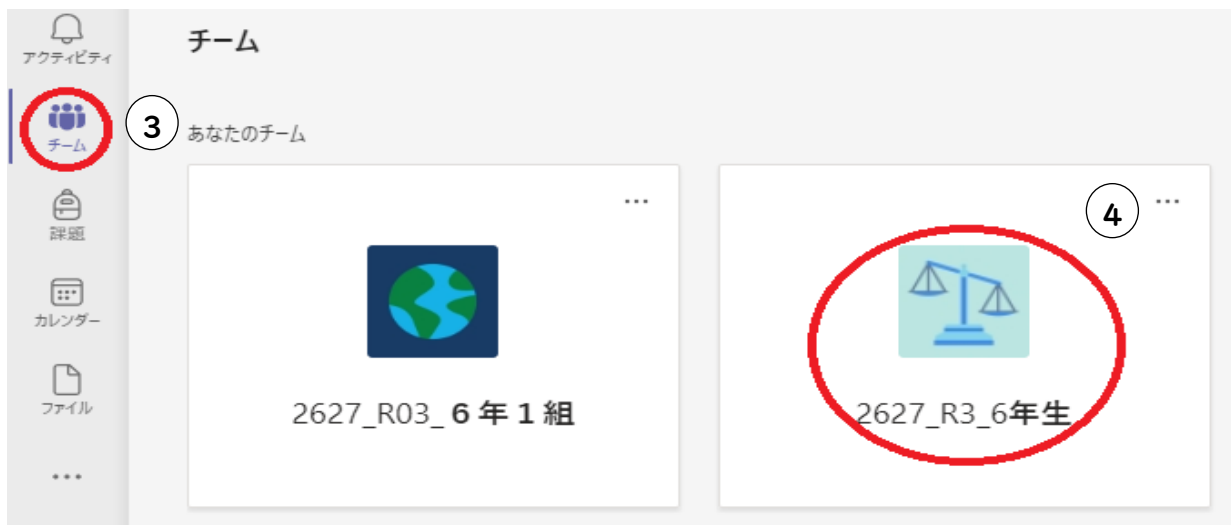 アクティビティ
チーム
課題
カレンダー
ファイル
...
チーム
3
あなたのチーム
...
2627_R03_６年１組
4
...
2627_R3_6年生